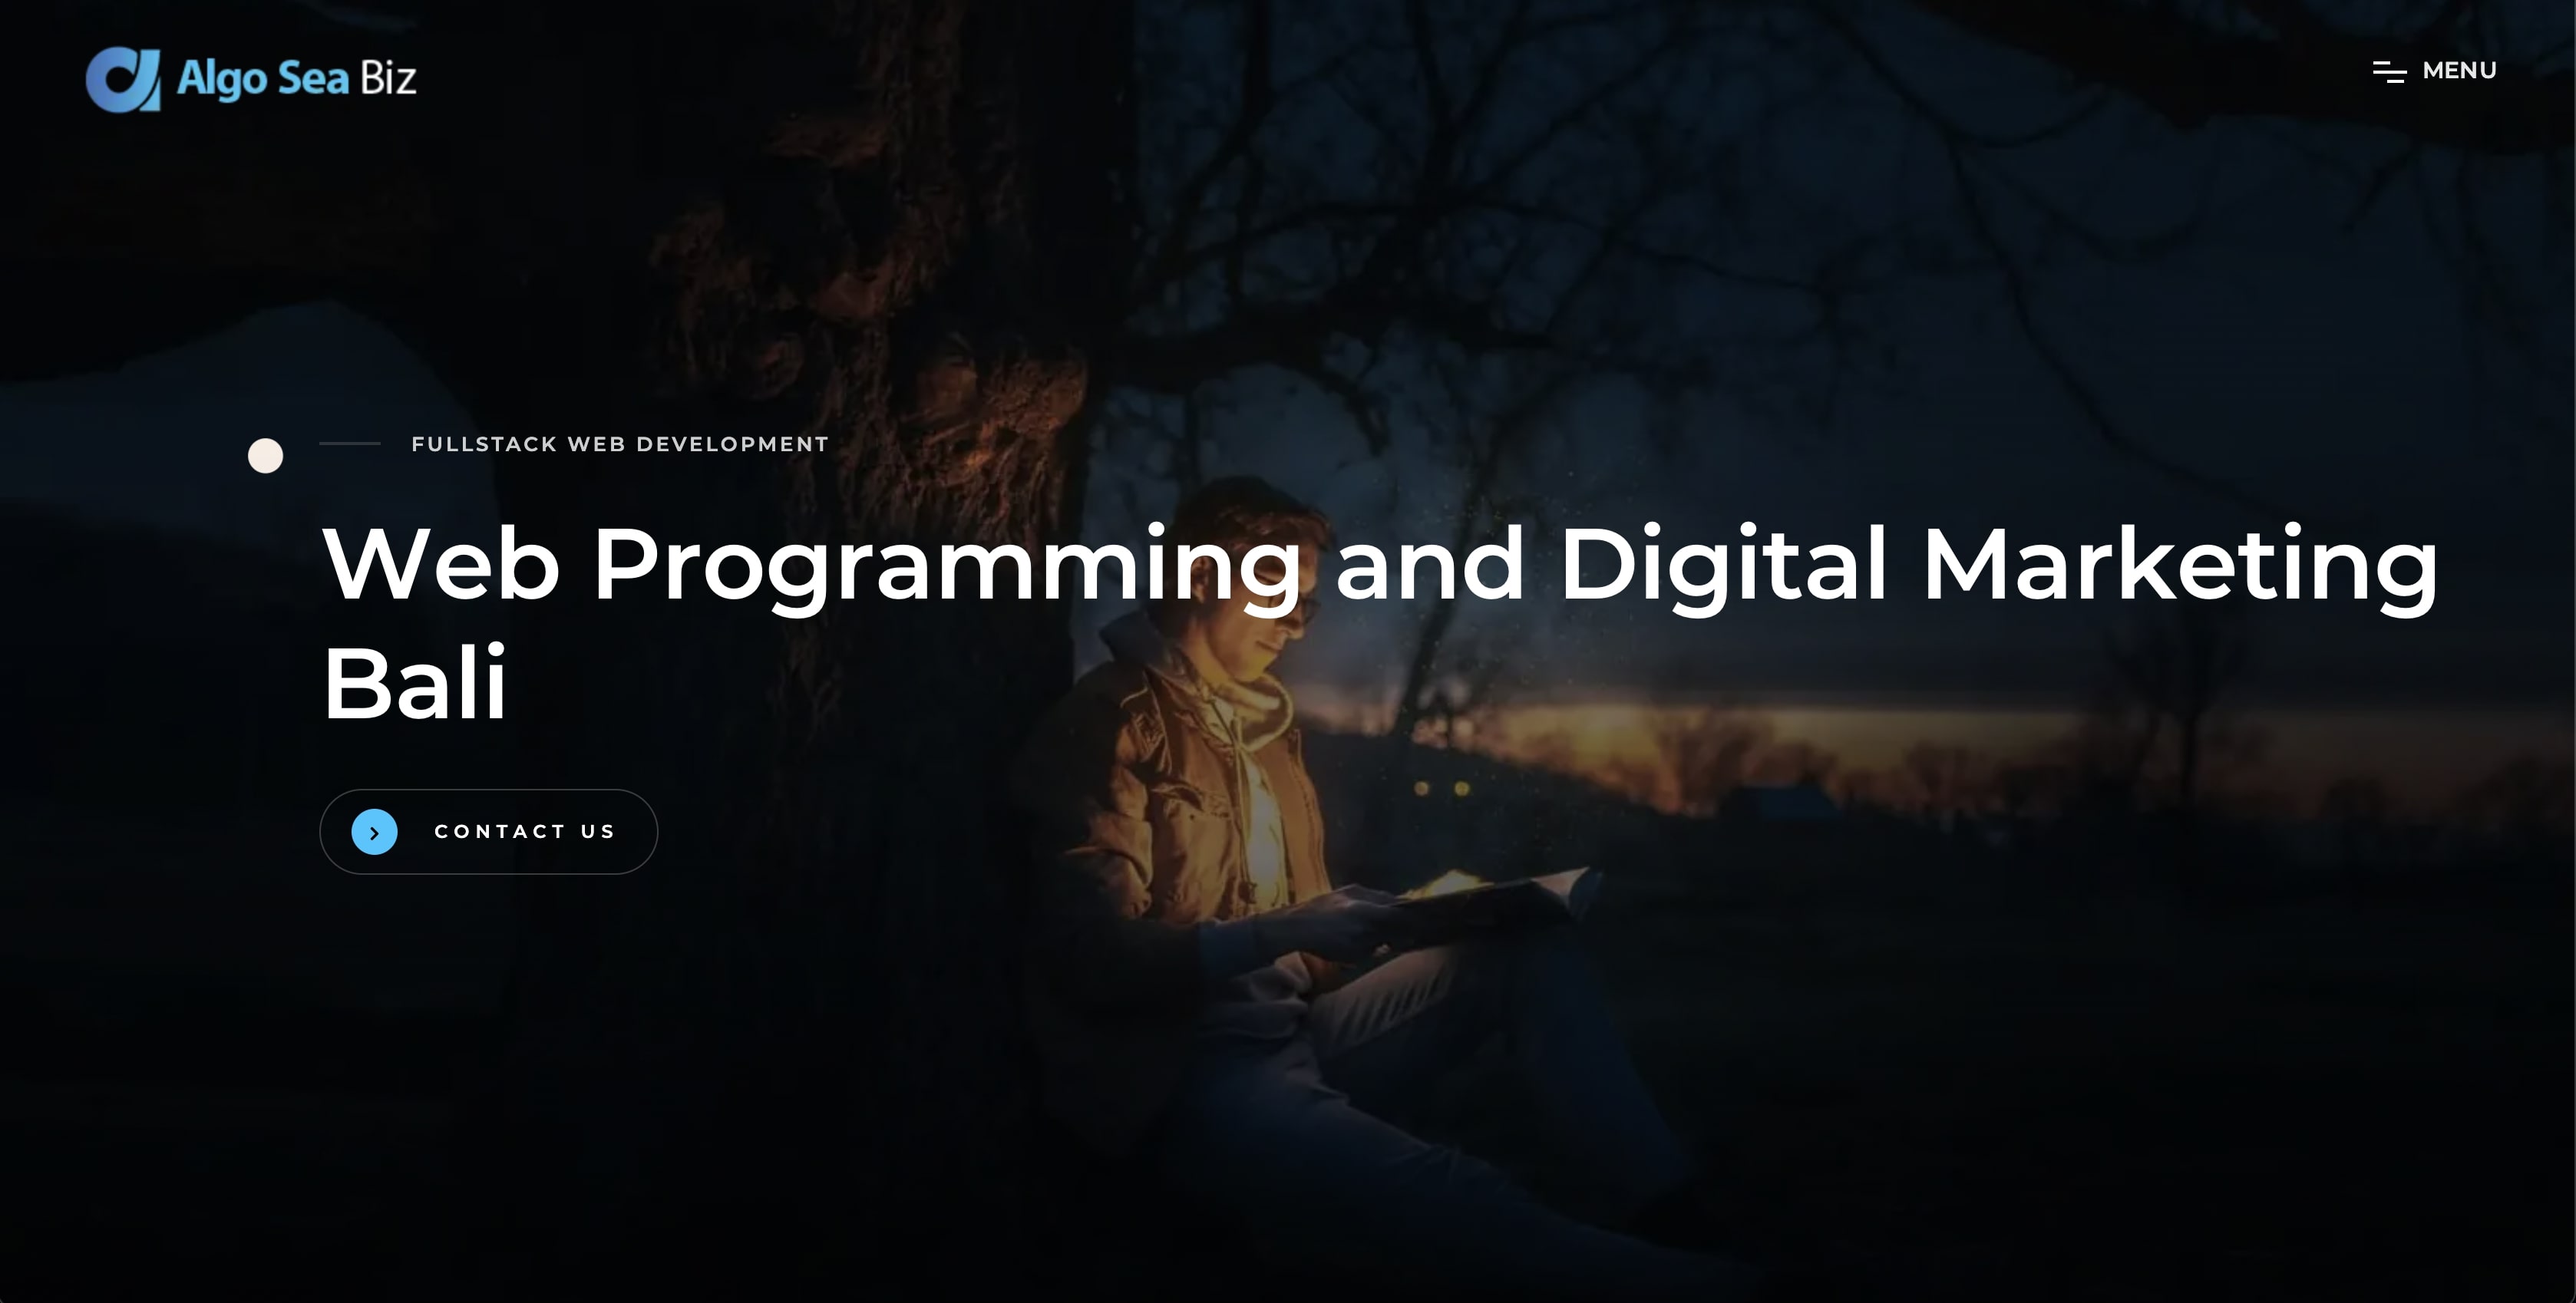 Algo Sea Biz
MENU
FULLSTACK WEB DEVELOPMENT
Web Programming and Digital Marketing
Bali
CONTACT US